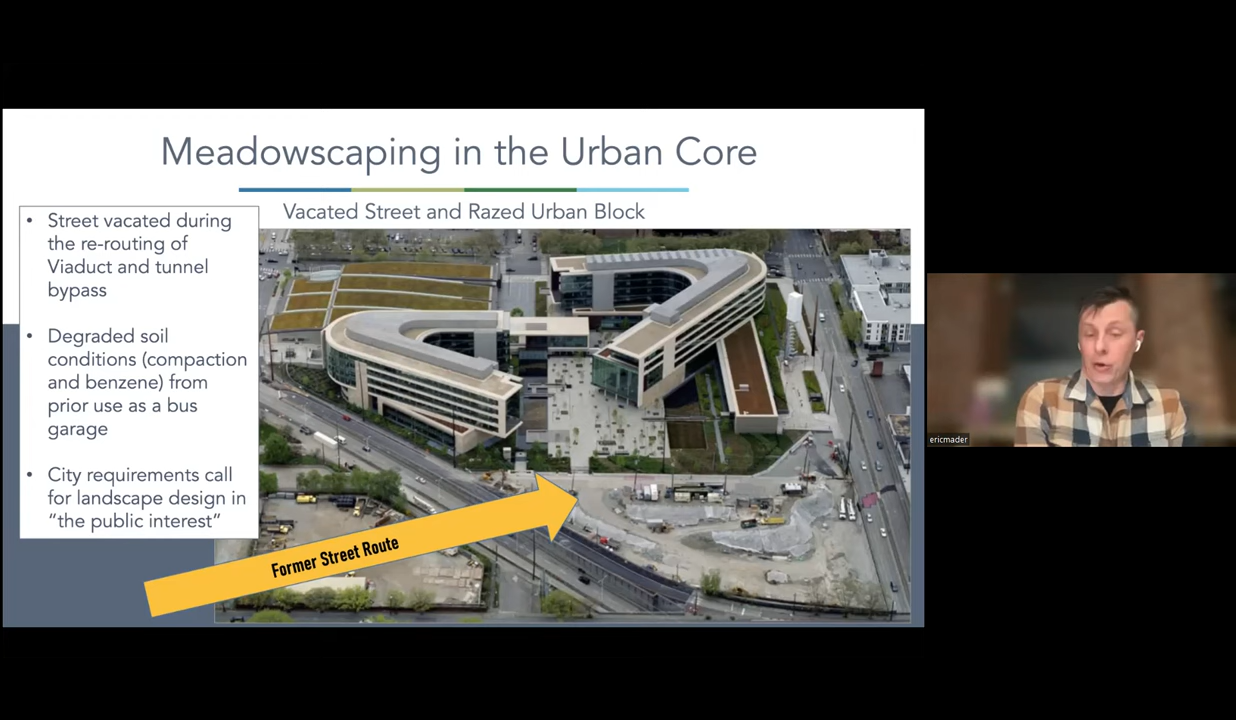 Meadowscaping in the Urban Core
Vacated Street and Razed Urban Block
• Street vacated during
the re-routing of
Viaduct and tunnel
bypass
• Degraded soil
conditions (compaction
and benzene) from
prior use as a bus
garage
• City requirements call
for landscape design in
“the public interest”
Former Street Route
ericmader